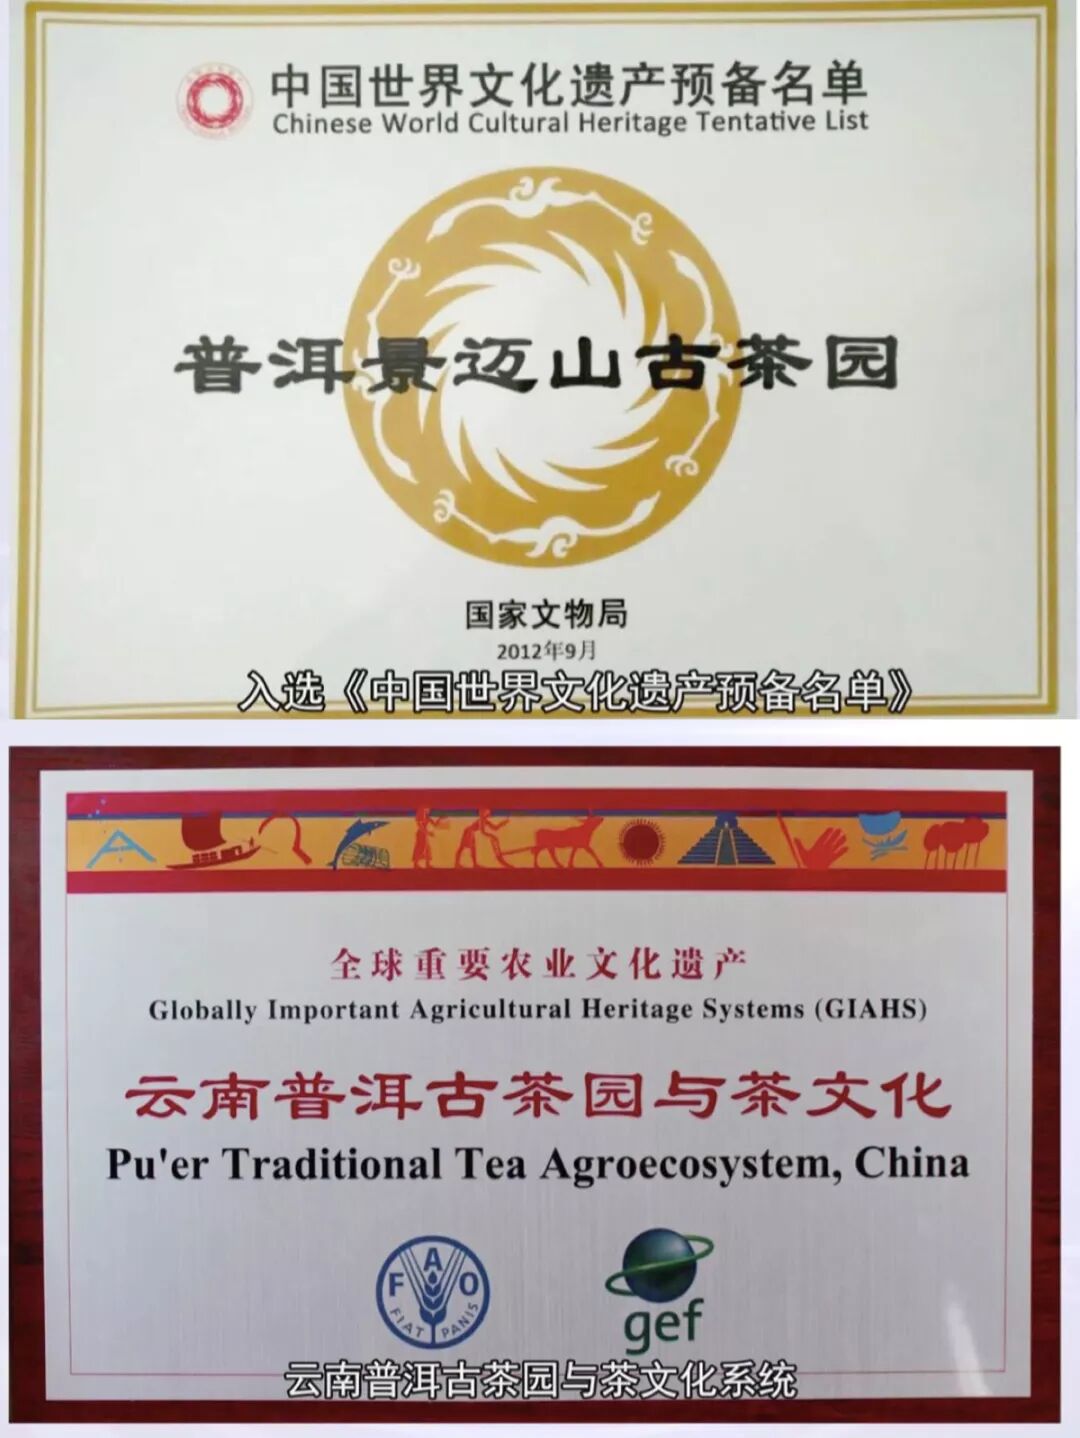 中国世界文化遗产预备名单
Chinese World Cultural Heritage Tentative List
普洱景迈山古茶园
国家文物局
2012年9月
入选《中国世界文化遗产预备名单》
全球重要农业文化遗产
Globally Important Agricultural Heritage Systems (GIAHS)
云南普洱古茶园与茶文化
Pu'er Traditional Tea Agroecosystem, China
FAO
FIAT PANIS
gef
云南普洱古茶园与茶文化系统